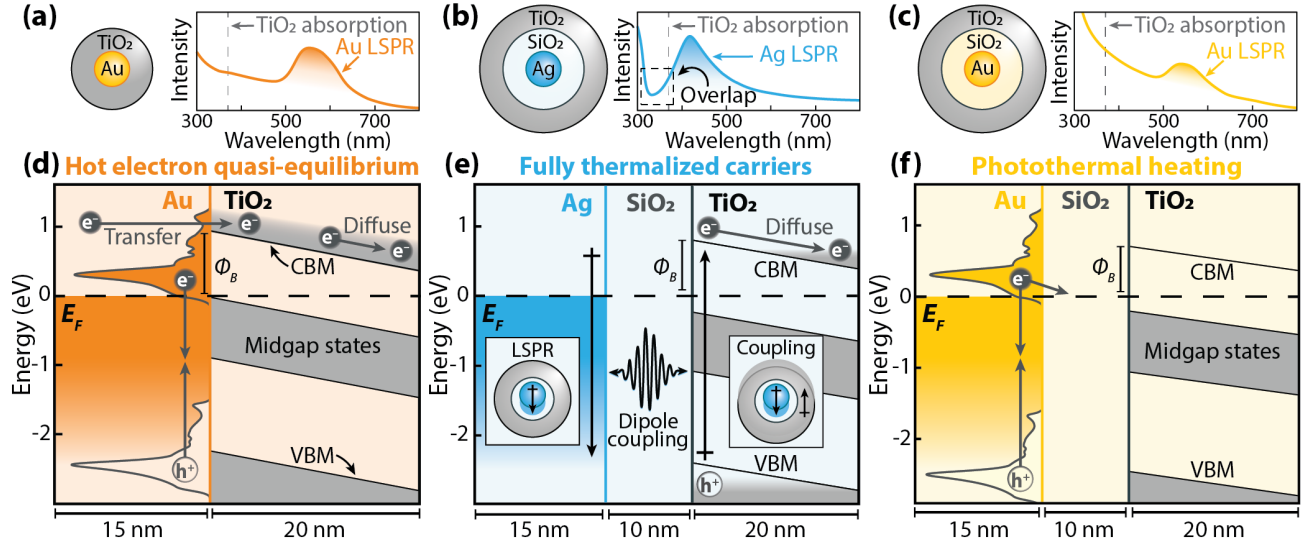 (a)
TiO₂
Au
Intensity
TiO₂ absorption
Au LSPR
300 500 700
Wavelength (nm)
(b)
TiO₂
SiO₂
Ag
Intensity
TiO₂ absorption
Ag LSPR
Overlap
300 500 700
Wavelength (nm)
(c)
TiO₂
SiO₂
Au
Intensity
TiO₂ absorption
Au LSPR
300 500 700
Wavelength (nm)
(d) Hot electron quasi-equilibrium
Energy (eV)
1
0
-1
-2
Au TiO₂
e⁻
Transfer
e⁻
Diffuse
e⁻
e⁻
CBM
Φ_B
e⁻
E_F
Midgap states
VBM
h⁺
15 nm 20 nm
(e) Fully thermalized carriers
Energy (eV)
1
0
-1
-2
Ag SiO₂ TiO₂
e⁻
Diffuse
e⁻
Φ_B
CBM
E_F
LSPR
Coupling
Dipole
coupling
VBM
h⁺
15 nm 10 nm 20 nm
(f) Photothermal heating
Energy (eV)
1
0
-1
-2
Au SiO₂ TiO₂
Φ_B
CBM
e⁻
E_F
Midgap states
VBM
h⁺
15 nm 10 nm 20 nm